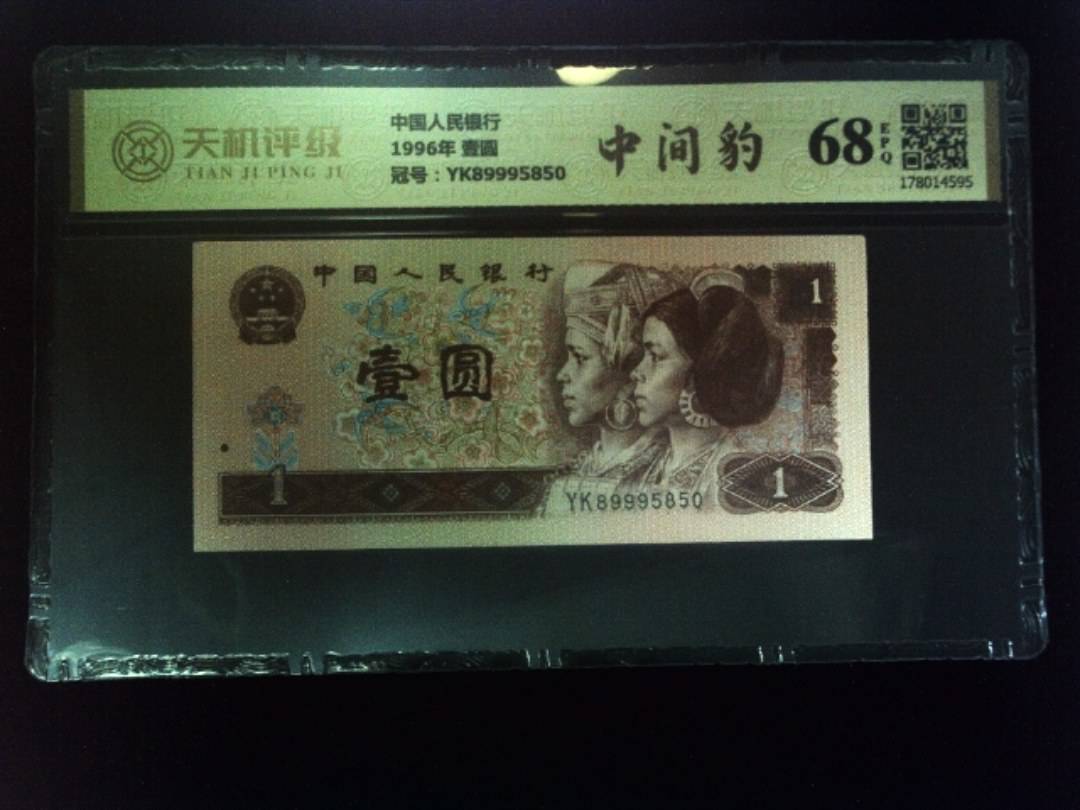 天机评级
TIAN JI PING JI
中国人民银行
1996年 壹圆
冠号：YK89995850
中间豹
68
EPQ
178014595
中国人民银行
1
壹圆
1
YK89995850
1